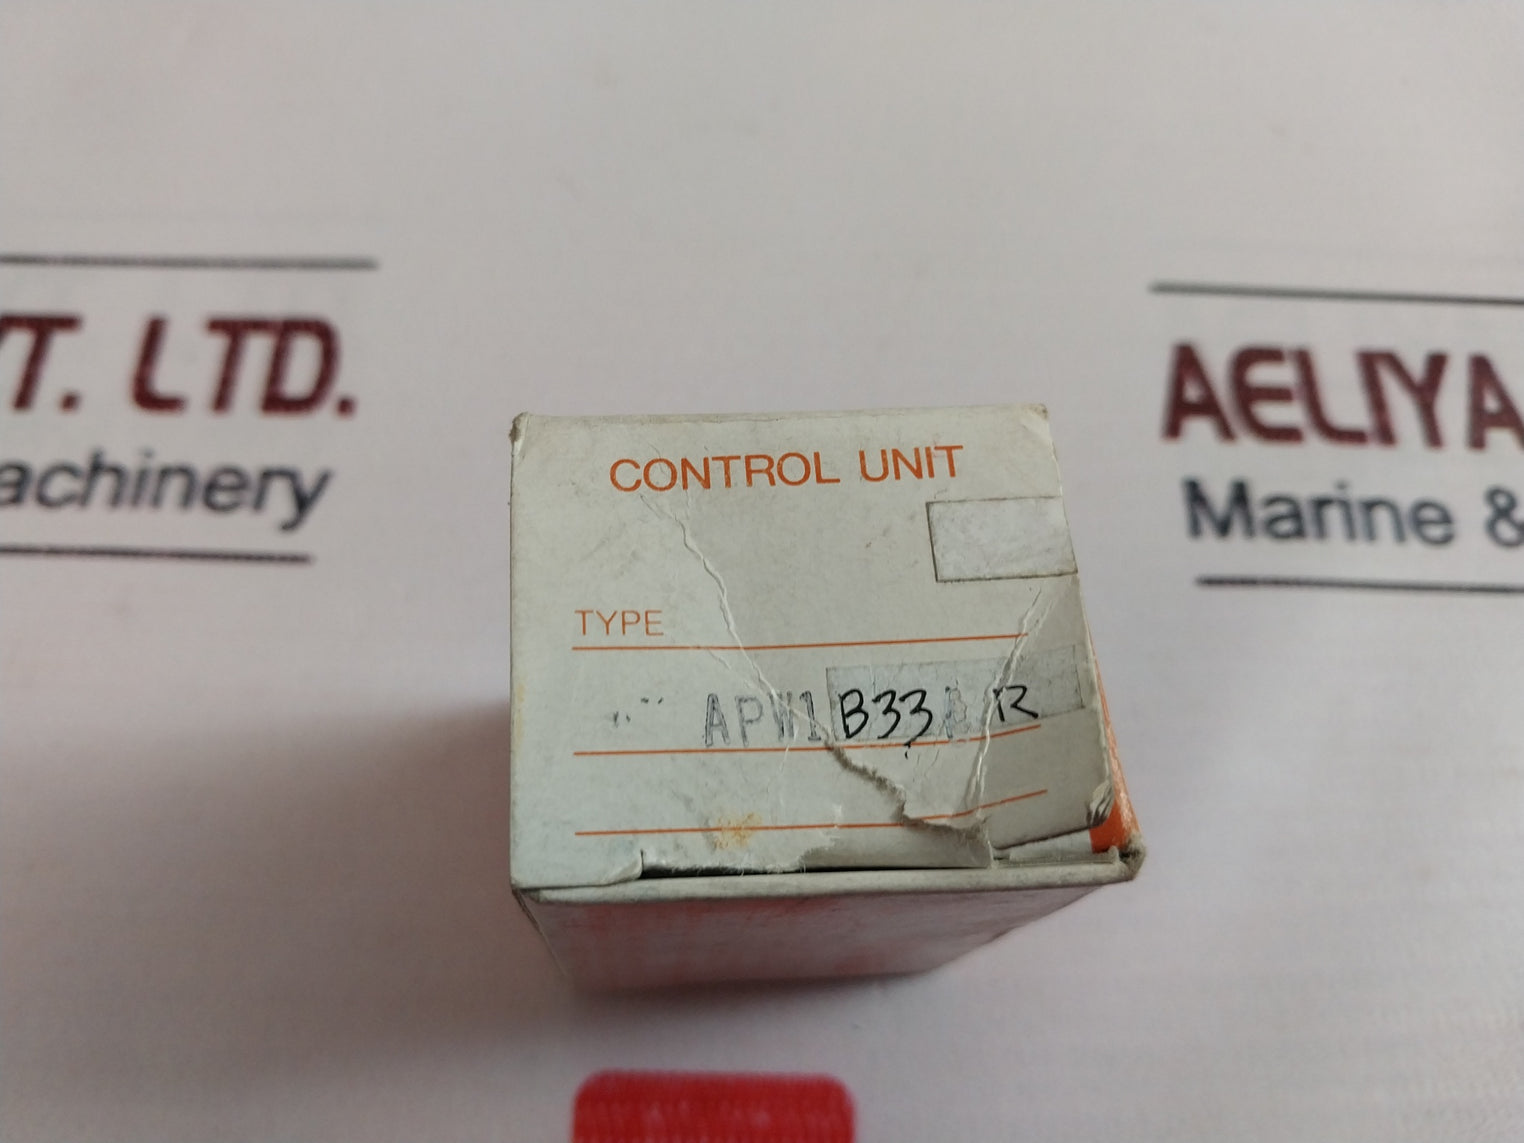 T. LTD.
achinery
AELIYA
Marine &
CONTROL UNIT
TYPE
APW1B33 R